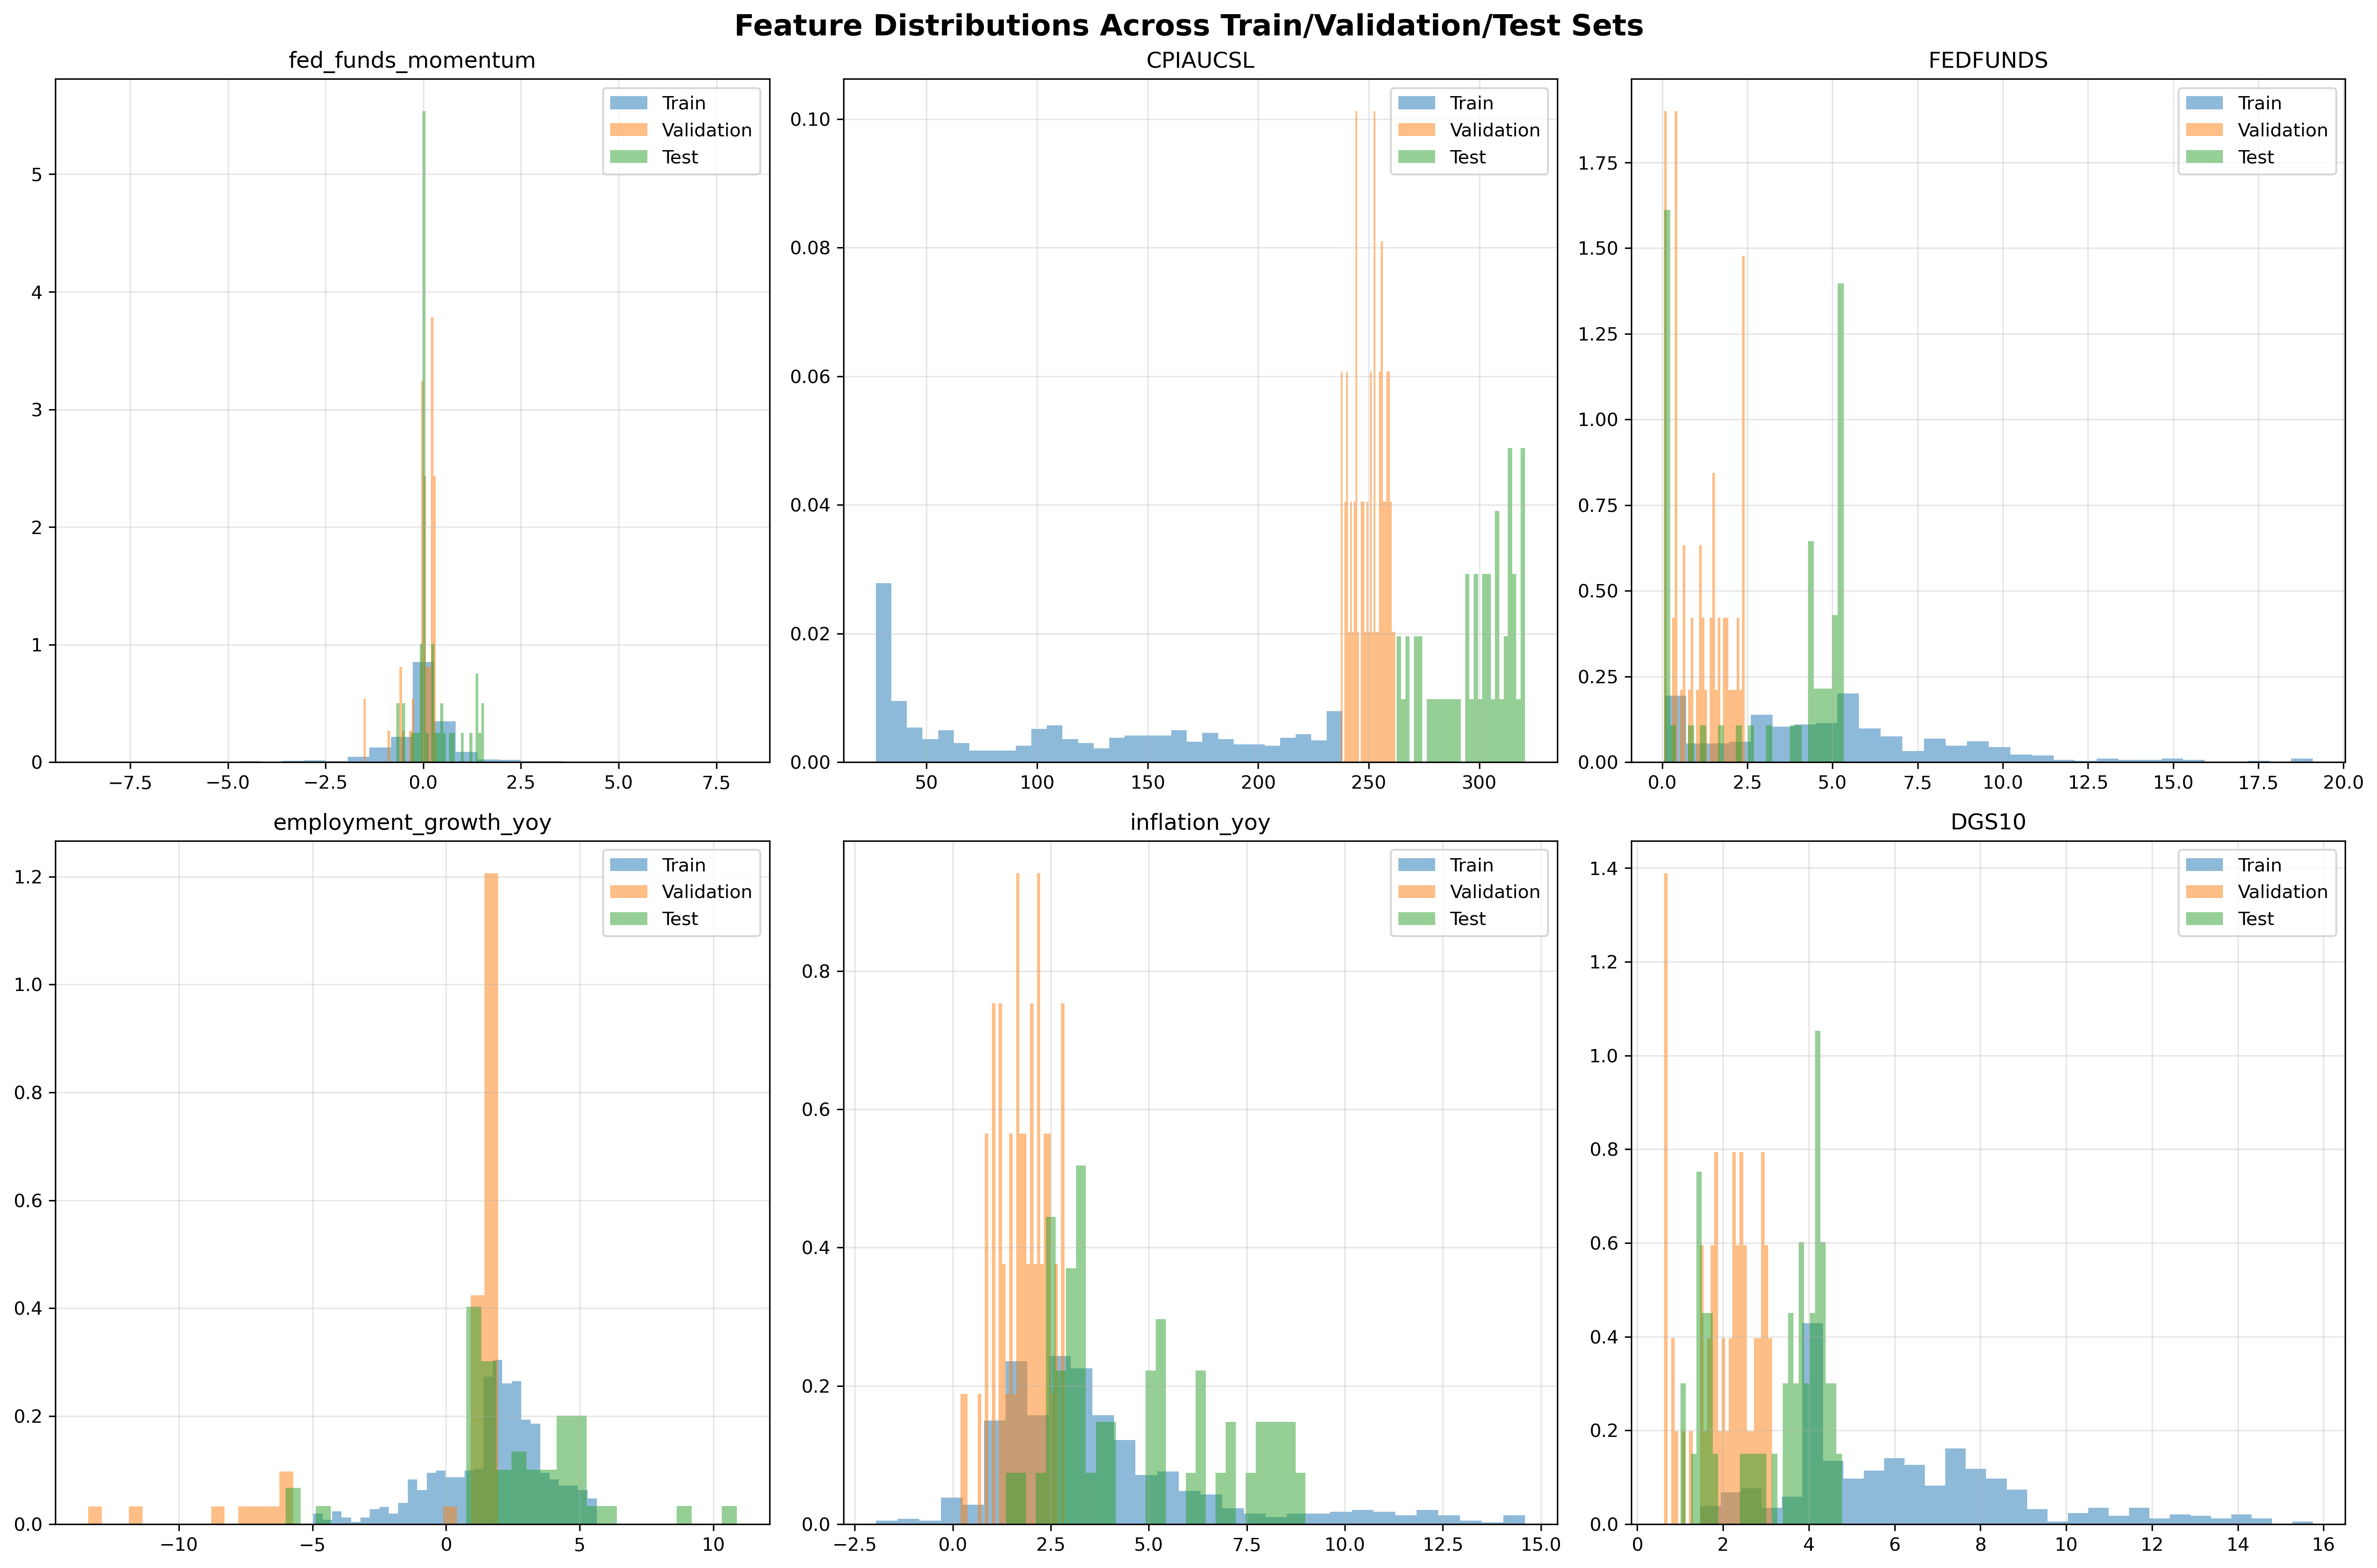 Feature Distributions Across Train/Validation/Test Sets
fed_funds_momentum
Train
Validation
Test
5
4
3
2
1
0
−7.5 −5.0 −2.5 0.0 2.5 5.0 7.5
CPIAUCSL
Train
Validation
Test
0.10
0.08
0.06
0.04
0.02
0.00
50 100 150 200 250 300
FEDFUNDS
Train
Validation
Test
1.75
1.50
1.25
1.00
0.75
0.50
0.25
0.00
0.0 2.5 5.0 7.5 10.0 12.5 15.0 17.5 20.0
employment_growth_yoy
Train
Validation
Test
1.2
1.0
0.8
0.6
0.4
0.2
0.0
−10 −5 0 5 10
inflation_yoy
Train
Validation
Test
0.8
0.6
0.4
0.2
0.0
−2.5 0.0 2.5 5.0 7.5 10.0 12.5 15.0
DGS10
Train
Validation
Test
1.4
1.2
1.0
0.8
0.6
0.4
0.2
0.0
0 2 4 6 8 10 12 14 16